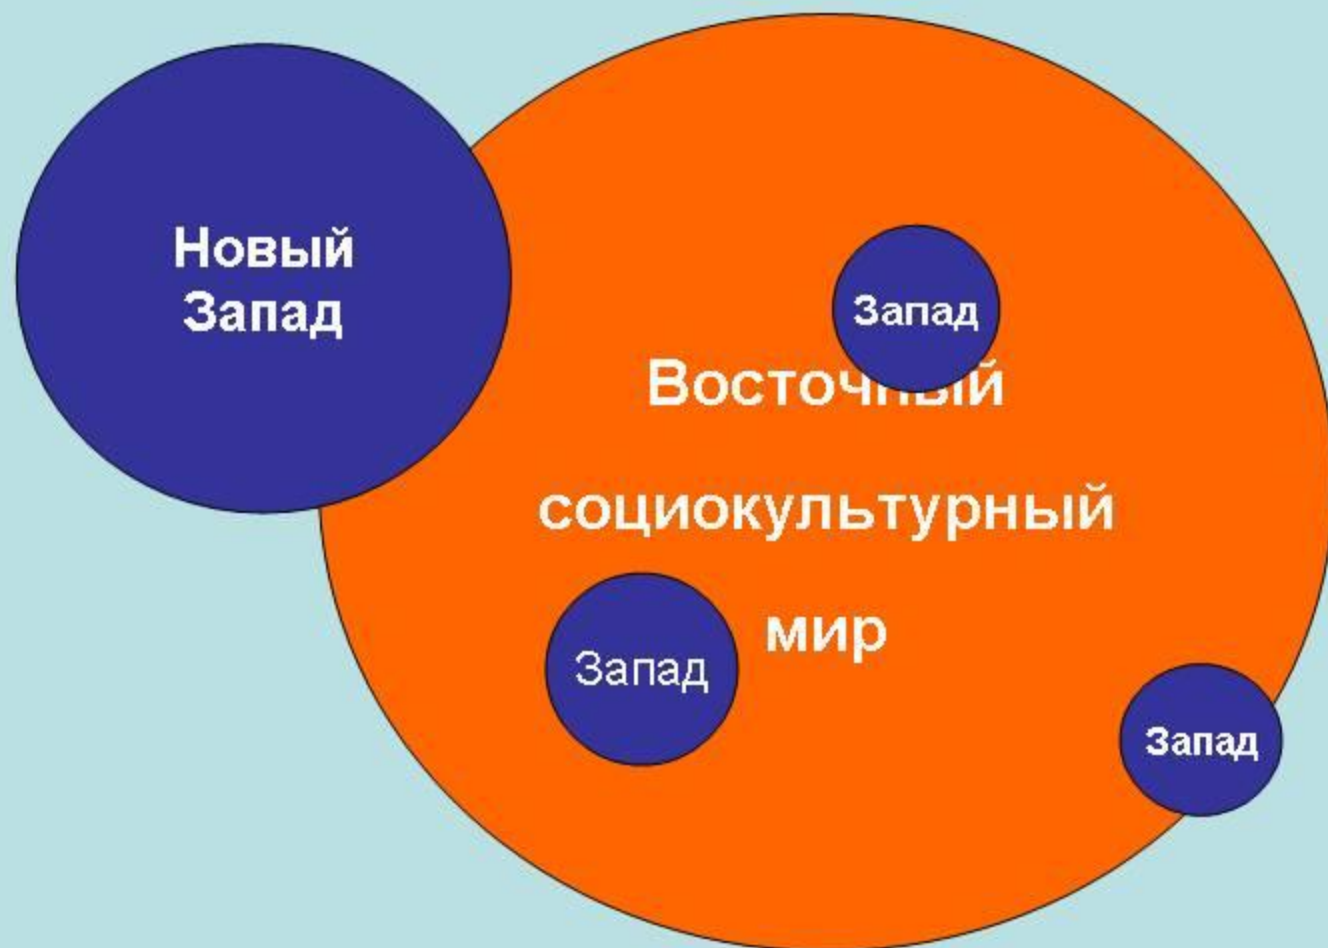 Новый
Запад
Запад
Восточный
социокультурный
мир
Запад
Запад